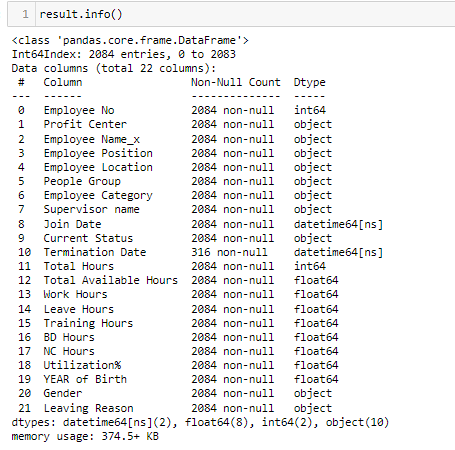 1 result.info()
<class 'pandas.core.frame.DataFrame'>
Int64Index: 2084 entries, 0 to 2083
Data columns (total 22 columns):
 #   Column                 Non-Null Count  Dtype
---  ------                 --------------  -----
 0   Employee No            2084 non-null   int64
 1   Profit Center          2084 non-null   object
 2   Employee Name_x        2084 non-null   object
 3   Employee Position      2084 non-null   object
 4   Employee Location      2084 non-null   object
 5   People Group           2084 non-null   object
 6   Employee Category      2084 non-null   object
 7   Supervisor name        2084 non-null   object
 8   Join Date              2084 non-null   datetime64[ns]
 9   Current Status         2084 non-null   object
 10  Termination Date       316 non-null    datetime64[ns]
 11  Total Hours            2084 non-null   int64
 12  Total Available Hours  2084 non-null   float64
 13  Work Hours             2084 non-null   float64
 14  Leave Hours            2084 non-null   float64
 15  Training Hours         2084 non-null   float64
 16  BD Hours               2084 non-null   float64
 17  NC Hours               2084 non-null   float64
 18  Utilization%           2084 non-null   float64
 19  YEAR of Birth          2084 non-null   float64
 20  Gender                 2084 non-null   object
 21  Leaving Reason         2084 non-null   object
dtypes: datetime64[ns](2), float64(8), int64(2), object(10)
memory usage: 374.5+ KB